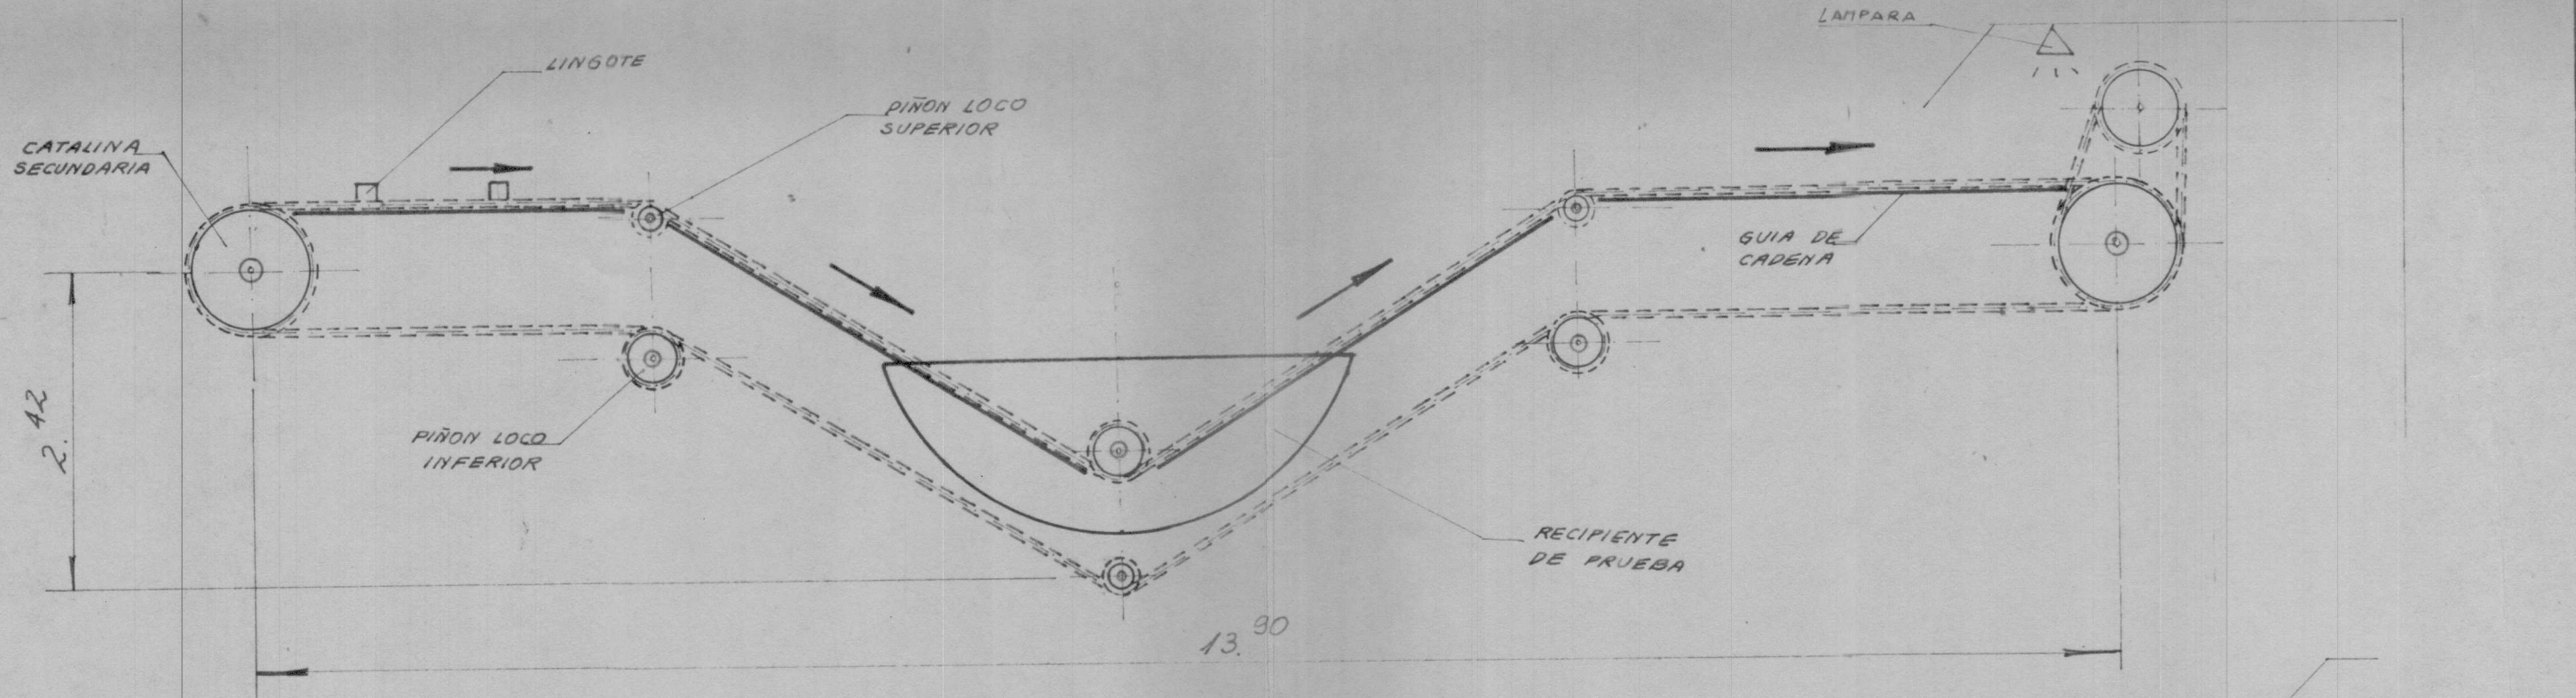 LAMPARA
LINGOTE
PIÑON LOCO
SUPERIOR
CATALINA
SECUNDARIA
GUIA DE
CADENA
2.42
PIÑON LOCO
INFERIOR
RECIPIENTE
DE PRUEBA
13.90